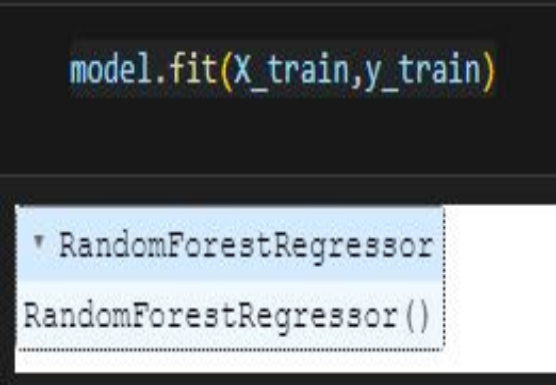 model.fit(X_train,y_train)
▾ RandomForestRegressor
RandomForestRegressor()